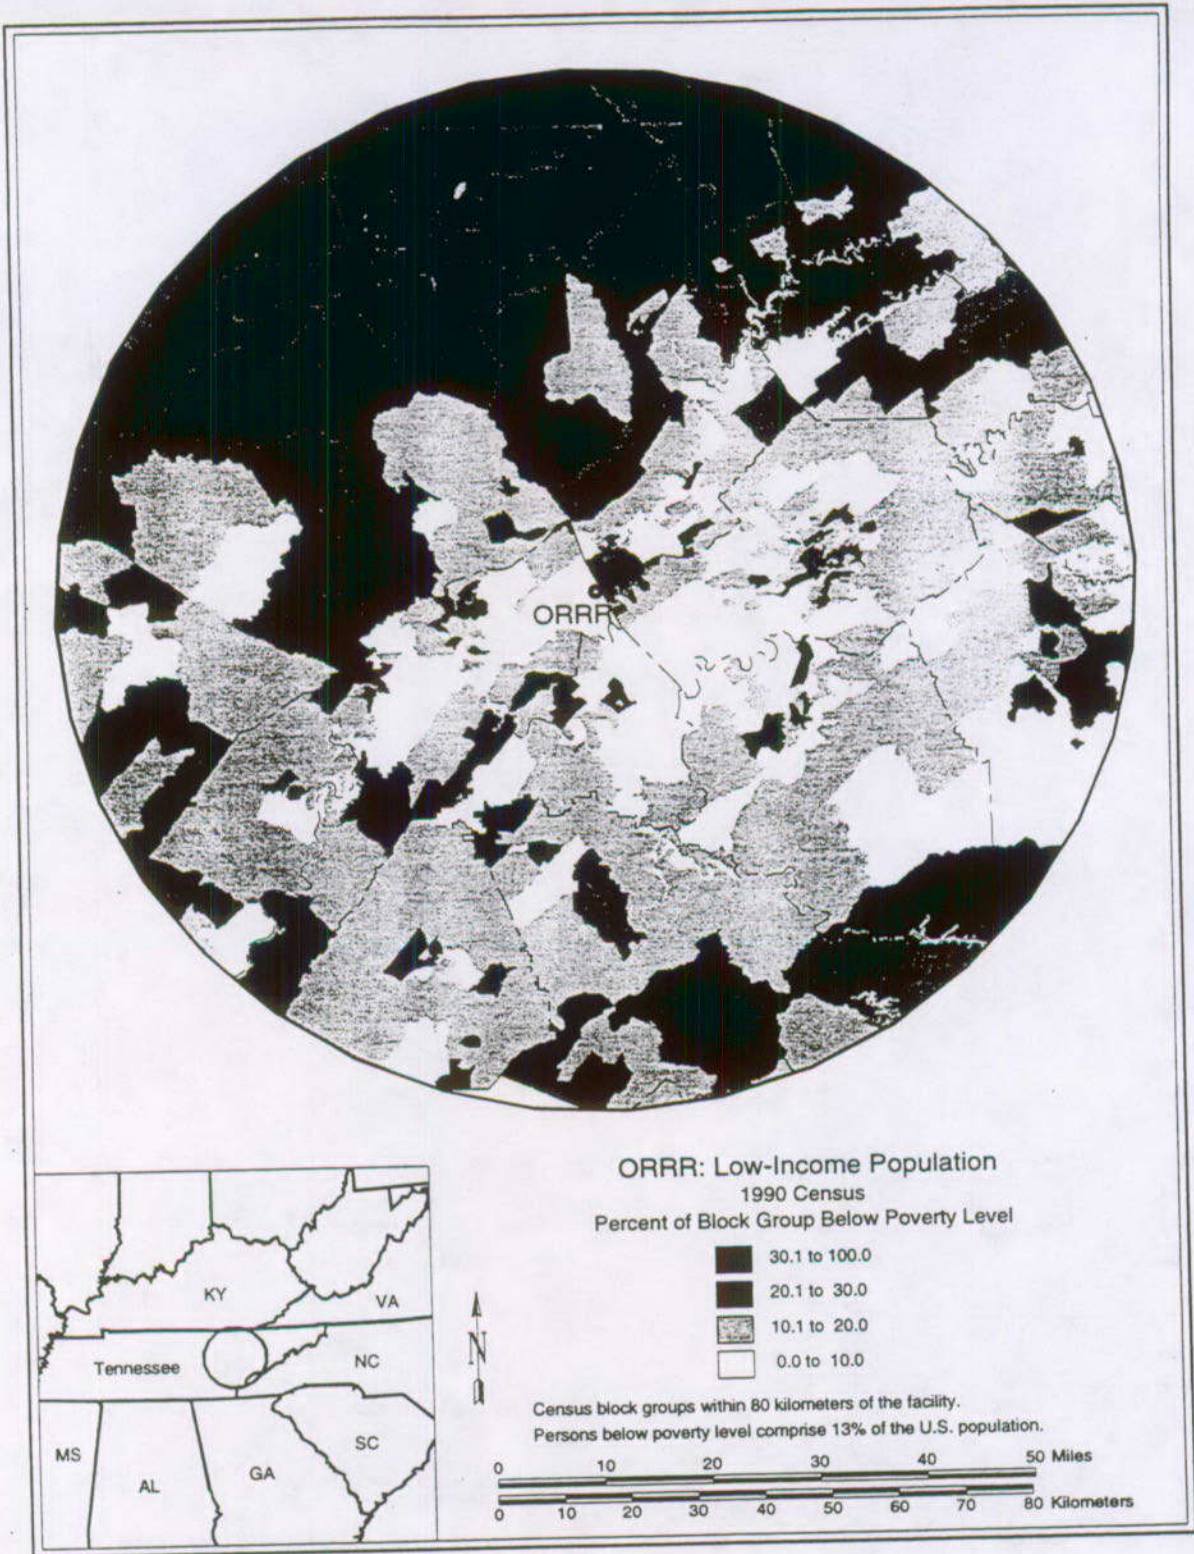 ORRR
ORRR: Low-Income Population
1990 Census
Percent of Block Group Below Poverty Level
30.1 to 100.0
20.1 to 30.0
10.1 to 20.0
0.0 to 10.0
KY
VA
Tennessee
NC
MS
AL
GA
SC
N
Census block groups within 80 kilometers of the facility.
Persons below poverty level comprise 13% of the U.S. population.
0 10 20 30 40 50 Miles
0 10 20 30 40 50 60 70 80 Kilometers